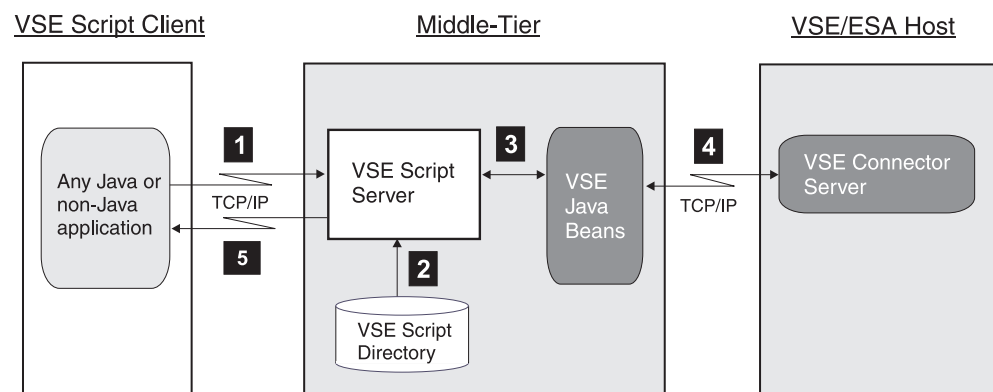 VSE Script Client
Middle-Tier
VSE/ESA Host
Any Java or
non-Java
application
1
TCP/IP
5
VSE Script
Server
2
VSE Script
Directory
3
VSE
Java
Beans
4
TCP/IP
VSE Connector
Server